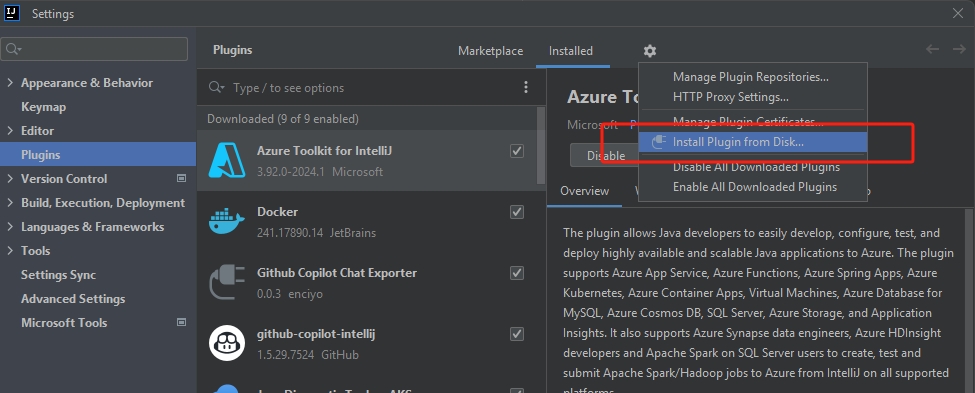 IJ
Settings
Plugins
Marketplace
Installed
Appearance & Behavior
Keymap
Editor
Plugins
Version Control
Build, Execution, Deployment
Languages & Frameworks
Tools
Settings Sync
Advanced Settings
Microsoft Tools
Type / to see options
Downloaded (9 of 9 enabled)
Azure Toolkit for IntelliJ
3.92.0-2024.1 Microsoft
Docker
241.17890.14 JetBrains
Github Copilot Chat Exporter
0.0.3 enciyo
github-copilot-intellij
1.5.29.7524 GitHub
Manage Plugin Repositories...
HTTP Proxy Settings...
Manage Plugin Certificates...
Install Plugin from Disk...
Disable All Downloaded Plugins
Enable All Downloaded Plugins
Azure To
Microsoft
Disable
Overview
The plugin allows Java developers to easily develop, configure, test, and
deploy highly available and scalable Java applications to Azure. The plugin
supports Azure App Service, Azure Functions, Azure Spring Apps, Azure
Kubernetes, Azure Container Apps, Virtual Machines, Azure Database for
MySQL, Azure Cosmos DB, SQL Server, Azure Storage, and Application
Insights. It also supports Azure Synapse data engineers, Azure HDInsight
developers and Apache Spark on SQL Server users to create, test and
submit Apache Spark/Hadoop jobs to Azure from IntelliJ on all supported
platforms.